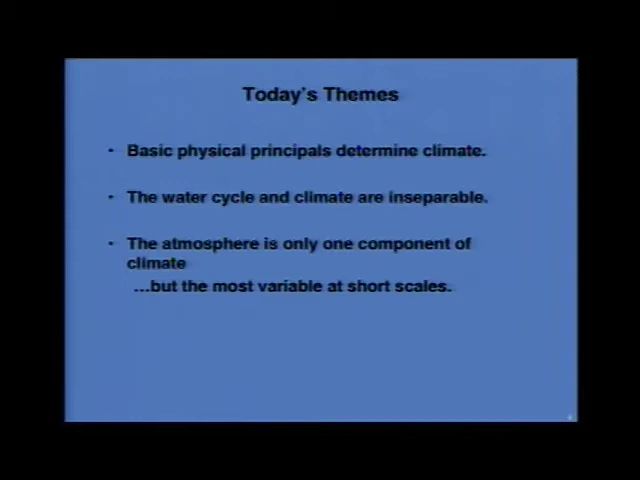 Today's Themes
· Basic physical principals determine climate.
· The water cycle and climate are inseparable.
· The atmosphere is only one component of
climate
…but the most variable at short scales.